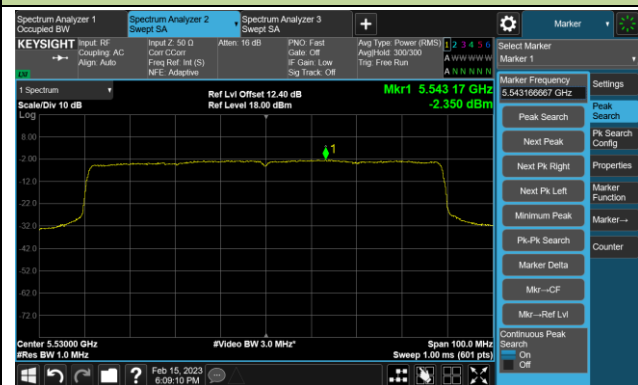 Spectrum Analyzer 1
Occupied BW
Spectrum Analyzer 2
Swept SA
Spectrum Analyzer 3
Swept SA
Marker
KEYSIGHT
Input: RF
Coupling: AC
Align: Auto
Input Z: 50 Ω
Corr CCorr
Freq Ref: Int (S)
NFE: Adaptive
Atten: 16 dB
PNO: Fast
Gate: Off
IF Gain: Low
Sig Track: Off
Avg Type: Power (RMS)
Avg|Hold: 300/300
Trig: Free Run
1 2 3 4 5 6
A W W W W W
A N N N N N
Select Marker
Marker 1
1 Spectrum
Scale/Div 10 dB
Log
Ref Lvl Offset 12.40 dB
Ref Level 18.00 dBm
Mkr1 5.543 17 GHz
-2.350 dBm
8.00
-2.00
-12.0
-22.0
-32.0
-42.0
-52.0
-62.0
-72.0
1
Center 5.53000 GHz
#Res BW 1.0 MHz
#Video BW 3.0 MHz*
Span 100.0 MHz
Sweep 1.00 ms (601 pts)
Marker Frequency
5.543166667 GHz
Peak Search
Next Peak
Next Pk Right
Next Pk Left
Minimum Peak
Pk-Pk Search
Marker Delta
Mkr→CF
Mkr→Ref Lvl
Continuous Peak
Search
On
Off
Settings
Peak
Search
Pk Search
Config
Properties
Marker
Function
Marker→
Counter
Feb 15, 2023
6:09:10 PM